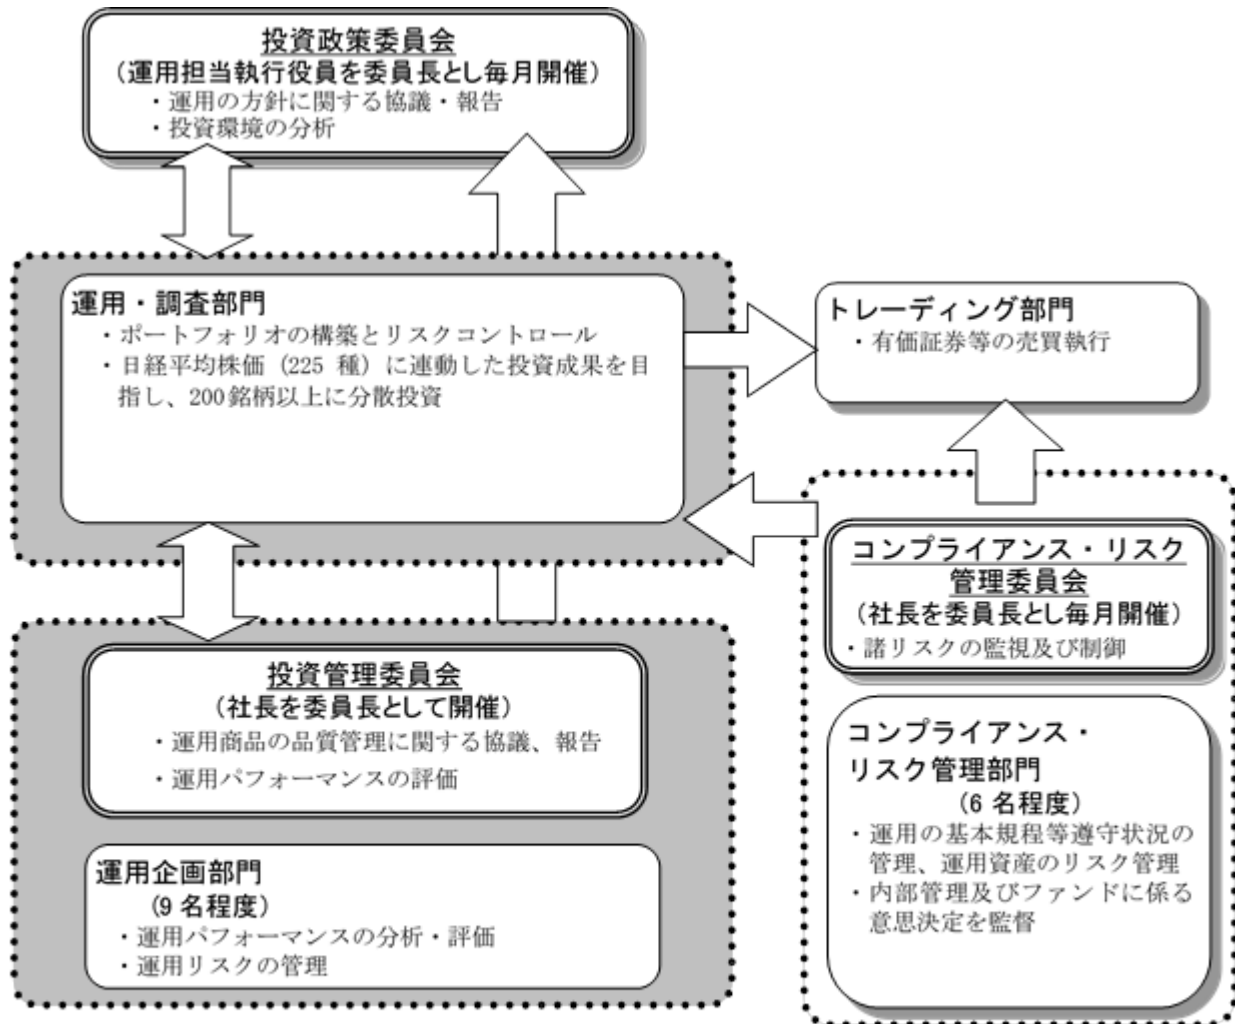 投資政策委員会
(運用担当執行役員を委員長とし毎月開催)
・運用の方針に関する協議・報告
・投資環境の分析
運用・調査部門
・ポートフォリオの構築とリスクコントロール
・日経平均株価（225 種）に連動した投資成果を目
指し、200銘柄以上に分散投資
トレーディング部門
・有価証券等の売買執行
コンプライアンス・リスク
管理委員会
(社長を委員長とし毎月開催)
・諸リスクの監視及び制御
投資管理委員会
(社長を委員長として開催)
・運用商品の品質管理に関する協議、報告
・運用パフォーマンスの評価
コンプライアンス・
リスク管理部門
(6 名程度)
・運用の基本規程等遵守状況の
管理、運用資産のリスク管理
・内部管理及びファンドに係る
意思決定を監督
運用企画部門
(9 名程度)
・運用パフォーマンスの分析・評価
・運用リスクの管理